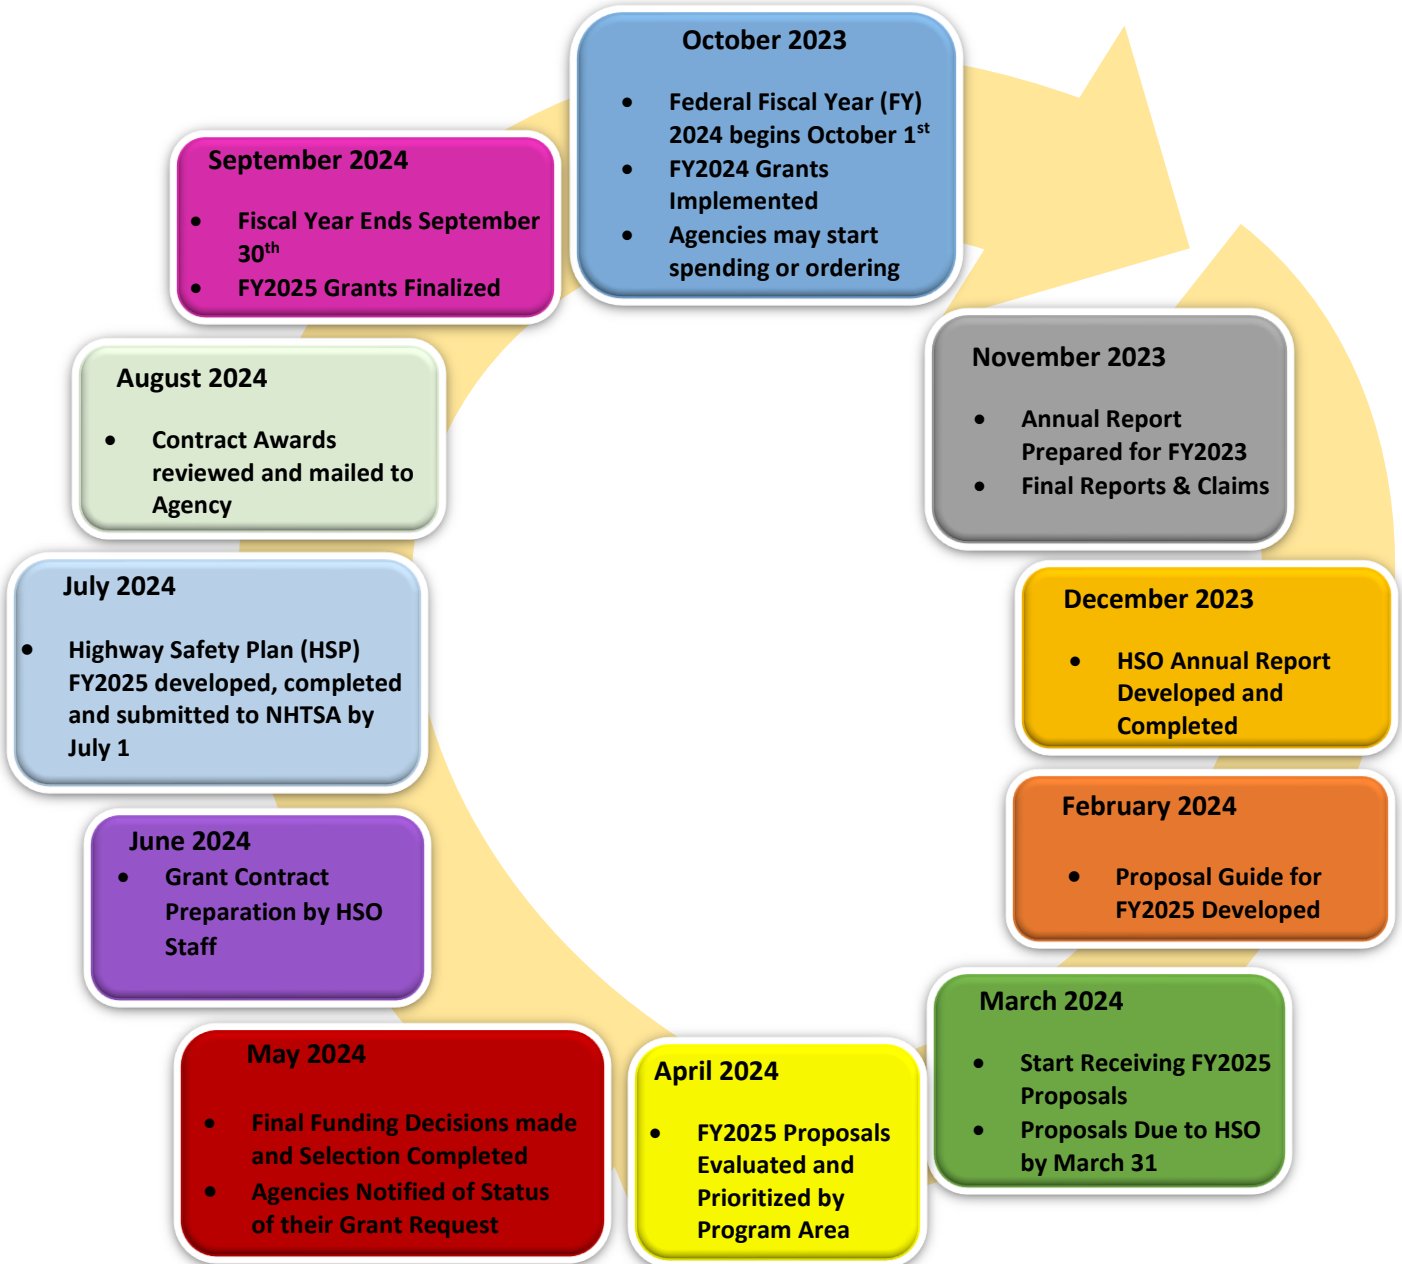 October 2023
• Federal Fiscal Year (FY)
2024 begins October 1st
• FY2024 Grants
Implemented
• Agencies may start
spending or ordering
November 2023
• Annual Report
Prepared for FY2023
• Final Reports & Claims
December 2023
• HSO Annual Report
Developed and
Completed
February 2024
• Proposal Guide for
FY2025 Developed
March 2024
• Start Receiving FY2025
Proposals
• Proposals Due to HSO
by March 31
April 2024
• FY2025 Proposals
Evaluated and
Prioritized by
Program Area
May 2024
• Final Funding Decisions made
and Selection Completed
• Agencies Notified of Status
of their Grant Request
June 2024
• Grant Contract
Preparation by HSO
Staff
July 2024
• Highway Safety Plan (HSP)
FY2025 developed, completed
and submitted to NHTSA by
July 1
August 2024
• Contract Awards
reviewed and mailed to
Agency
September 2024
• Fiscal Year Ends September
30th
• FY2025 Grants Finalized